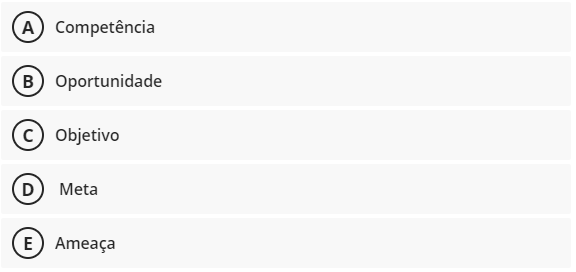 A Competência
B Oportunidade
C Objetivo
D Meta
E Ameaça